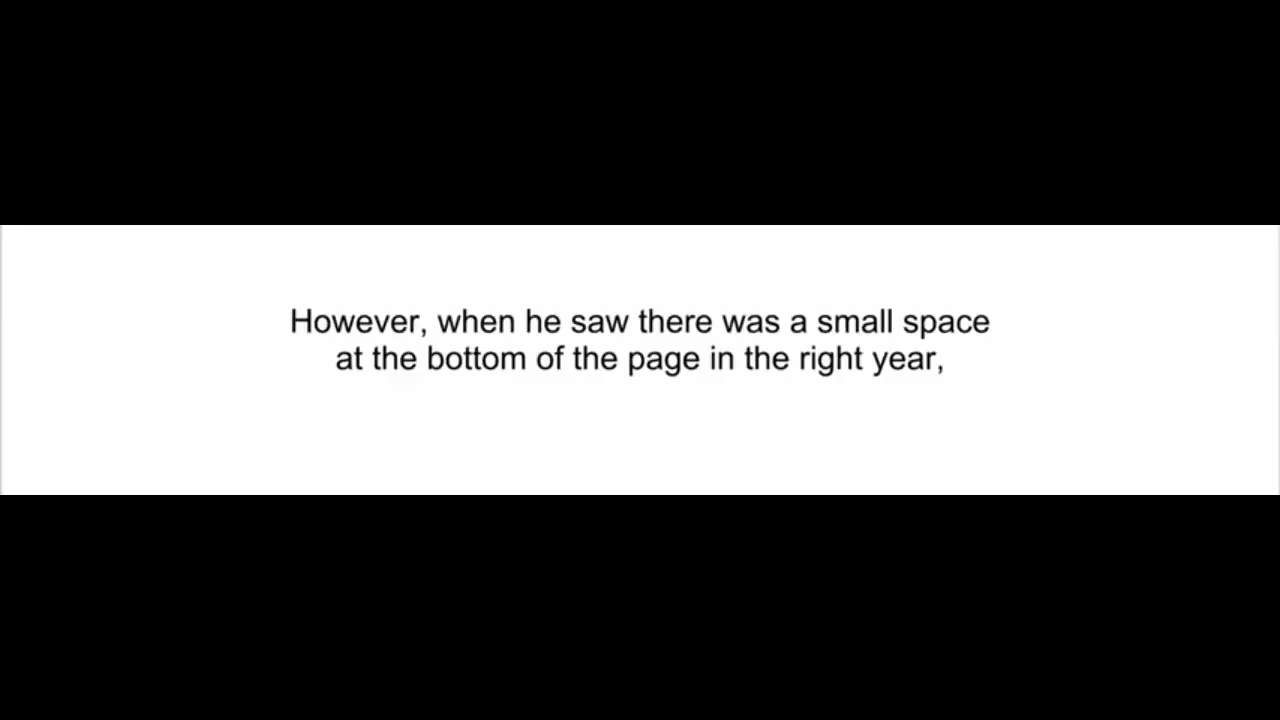 However, when he saw there was a small space
at the bottom of the page in the right year,